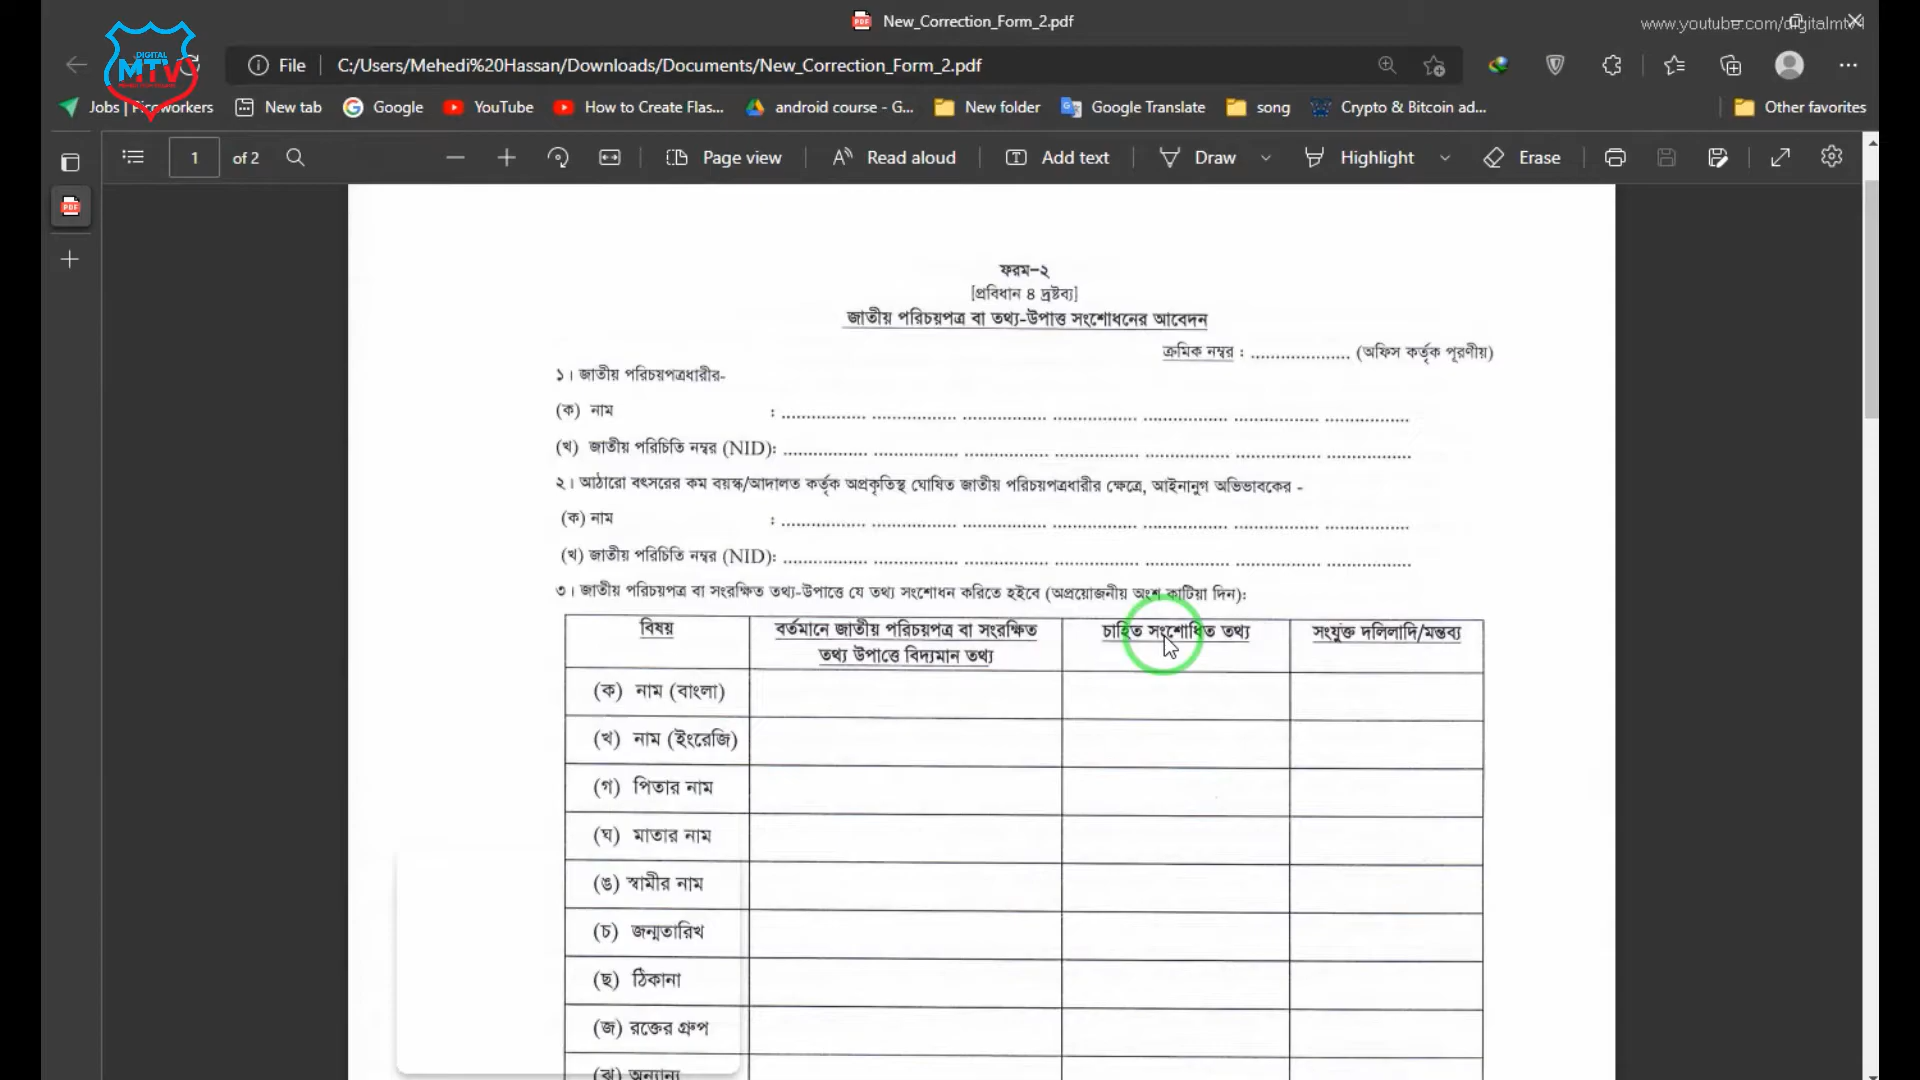 New_Correction_Form_2.pdf
www.youtube.com/digitalmtv
DIGITAL
MTV
File
C:/Users/Mehedi%20Hassan/Downloads/Documents/New_Correction_Form_2.pdf
Jobs
New tab
Google
YouTube
How to Create Flas...
android course - G...
New folder
Google Translate
song
Crypto & Bitcoin ad...
Other favorites
1 of 2
Page view
Read aloud
Add text
Draw
Highlight
Erase
ফরম-২
[প্রবিধান ৪ দ্রষ্টব্য]
জাতীয় পরিচয়পত্র বা তথ্য-উপাত্ত সংশোধনের আবেদন
ক্রমিক নম্বর : .................... (অফিস কর্তৃক পূরণীয়)
১। জাতীয় পরিচয়পত্রধারীর-
(ক) নাম : ................ ................ ................ ................ ................ ................ ................
(খ) জাতীয় পরিচিতি নম্বর (NID): ................ ................ ................ ................ ................ ................ ................
২। আঠারো বৎসরের কম বয়স্ক/আদালত কর্তৃক অপ্রকৃতিস্থ ঘোষিত জাতীয় পরিচয়পত্রধারীর ক্ষেত্রে, আইনানুগ অভিভাবকের -
(ক) নাম : ................ ................ ................ ................ ................ ................ ................
(খ) জাতীয় পরিচিতি নম্বর (NID): ................ ................ ................ ................ ................ ................ ................
৩। জাতীয় পরিচয়পত্র বা সংরক্ষিত তথ্য-উপাত্তে যে তথ্য সংশোধন করিতে হইবে (অপ্রয়োজনীয় অংশ কাটিয়া দিন):
বিষয়
বর্তমানে জাতীয় পরিচয়পত্র বা সংরক্ষিত
তথ্য উপাত্তে বিদ্যমান তথ্য
চাহিত সংশোধিত তথ্য
সংযুক্ত দলিলাদি/মন্তব্য
(ক) নাম (বাংলা)
(খ) নাম (ইংরেজি)
(গ) পিতার নাম
(ঘ) মাতার নাম
(ঙ) স্বামীর নাম
(চ) জন্মতারিখ
(ছ) ঠিকানা
(জ) রক্তের গ্রুপ
(ঝ) অন্যান্য